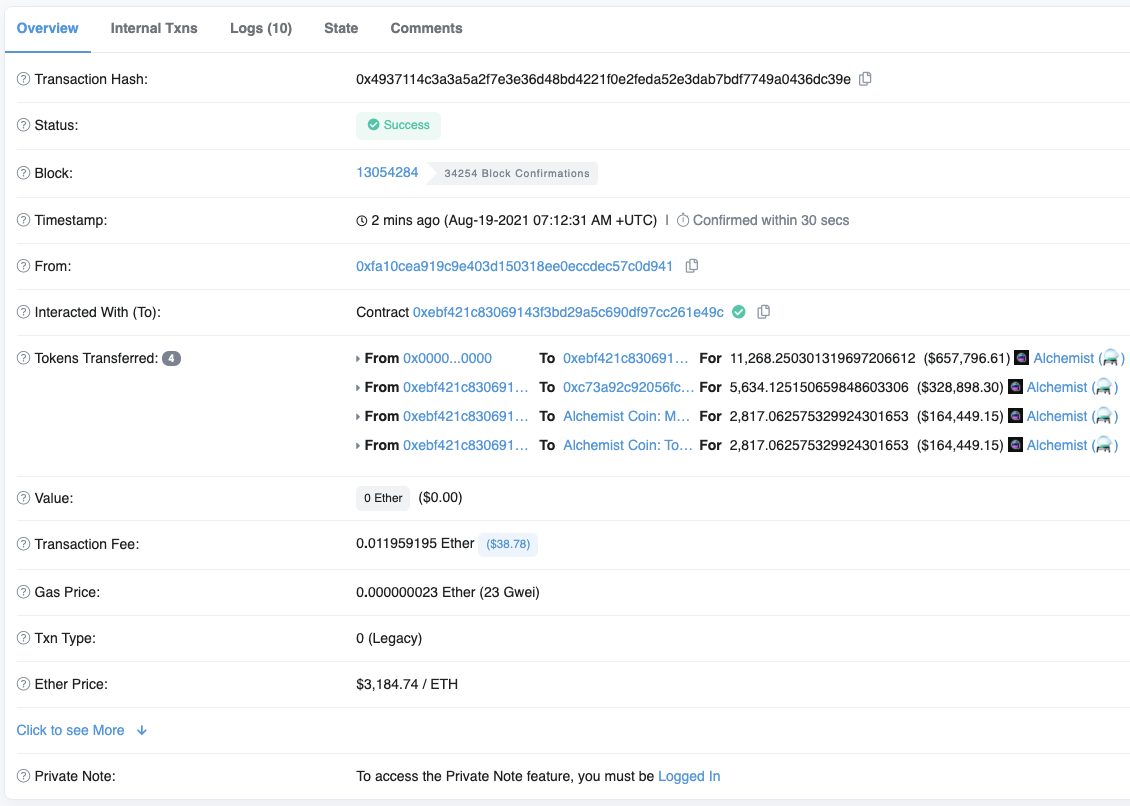 Overview Internal Txns Logs (10) State Comments
Transaction Hash: 0x4937114c3a3a5a2f7e3e36d48bd4221f0e2feda52e3dab7bdf7749a0436dc39e
Status: Success
Block: 13054284 34254 Block Confirmations
Timestamp: 2 mins ago (Aug-19-2021 07:12:31 AM +UTC) | Confirmed within 30 secs
From: 0xfa10cea919c9e403d150318ee0eccdec57c0d941
Interacted With (To): Contract 0xebf421c83069143f3bd29a5c690df97cc261e49c
Tokens Transferred: 4 From 0x0000...0000 To 0xebf421c830691... For 11,268.250301319697206612 ($657,796.61) Alchemist ( )
From 0xebf421c830691... To 0xc73a92c92056fc... For 5,634.125150659848603306 ($328,898.30) Alchemist ( )
From 0xebf421c830691... To Alchemist Coin: M... For 2,817.062575329924301653 ($164,449.15) Alchemist ( )
From 0xebf421c830691... To Alchemist Coin: To... For 2,817.062575329924301653 ($164,449.15) Alchemist ( )
Value: 0 Ether ($0.00)
Transaction Fee: 0.011959195 Ether ($38.78)
Gas Price: 0.000000023 Ether (23 Gwei)
Txn Type: 0 (Legacy)
Ether Price: $3,184.74 / ETH
Click to see More ↓
Private Note: To access the Private Note feature, you must be Logged In